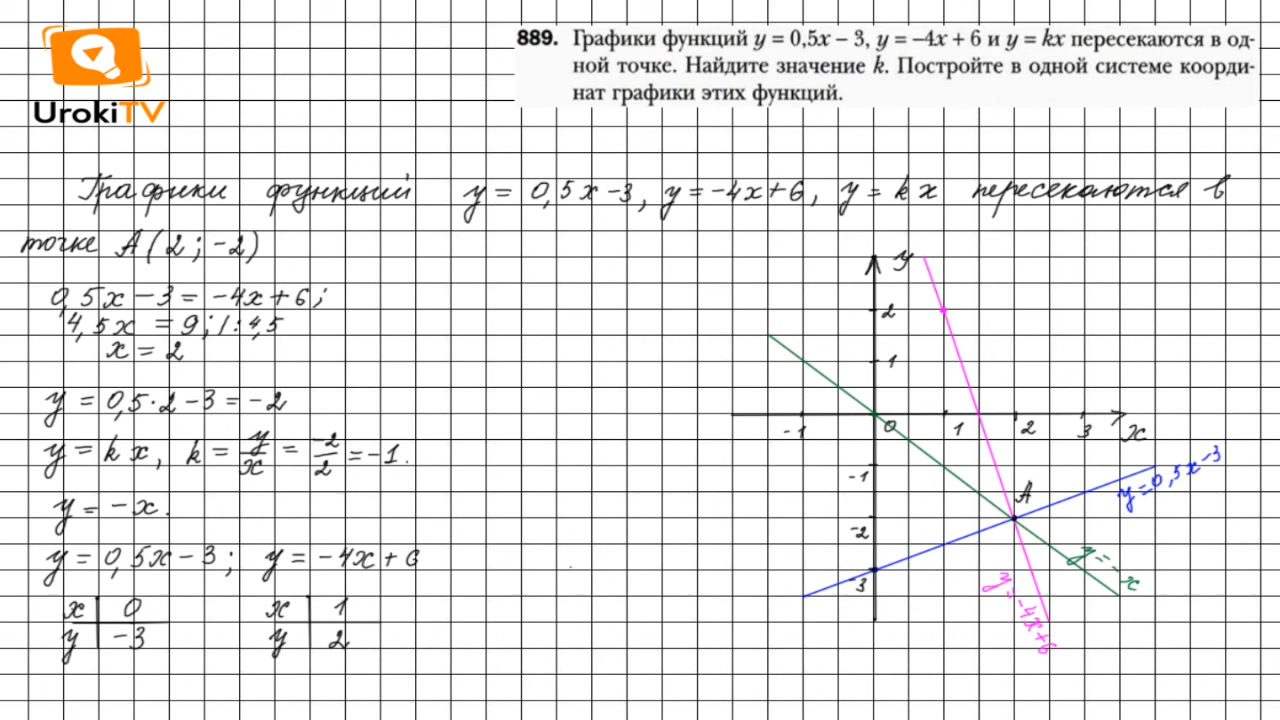 UrokiTV
889. Графики функций y = 0,5x – 3, y = –4x + 6 и y = kx пересекаются в од-
ной точке. Найдите значение k. Постройте в одной системе коорди-
нат графики этих функций.
Графики функций y = 0,5x -3, y = -4x+6, y = kx пересекаются в
точке A(2; -2)
0,5x - 3 = -4x + 6;
4,5x = 9; /: 4,5
x = 2
y = 0,5·2 -3 = -2
y = kx, k = y/x = -2/2 = -1.
y = -x.
y = 0,5x - 3; y = -4x + 6
x | 0 x | 1
y | -3 y | 2
y
2
1
-1 0 1 2 3 x
-1
-2
-3
A
y=0,5x-3
y=-x
y=-4x+6